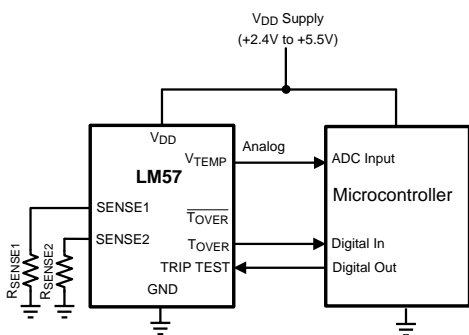 VDD Supply
(+2.4V to +5.5V)
VDD
LM57
VTEMP
Analog
ADC Input
Microcontroller
SENSE1
TOVER
SENSE2
TOVER
Digital In
TRIP TEST
Digital Out
GND
RSENSE1
RSENSE2